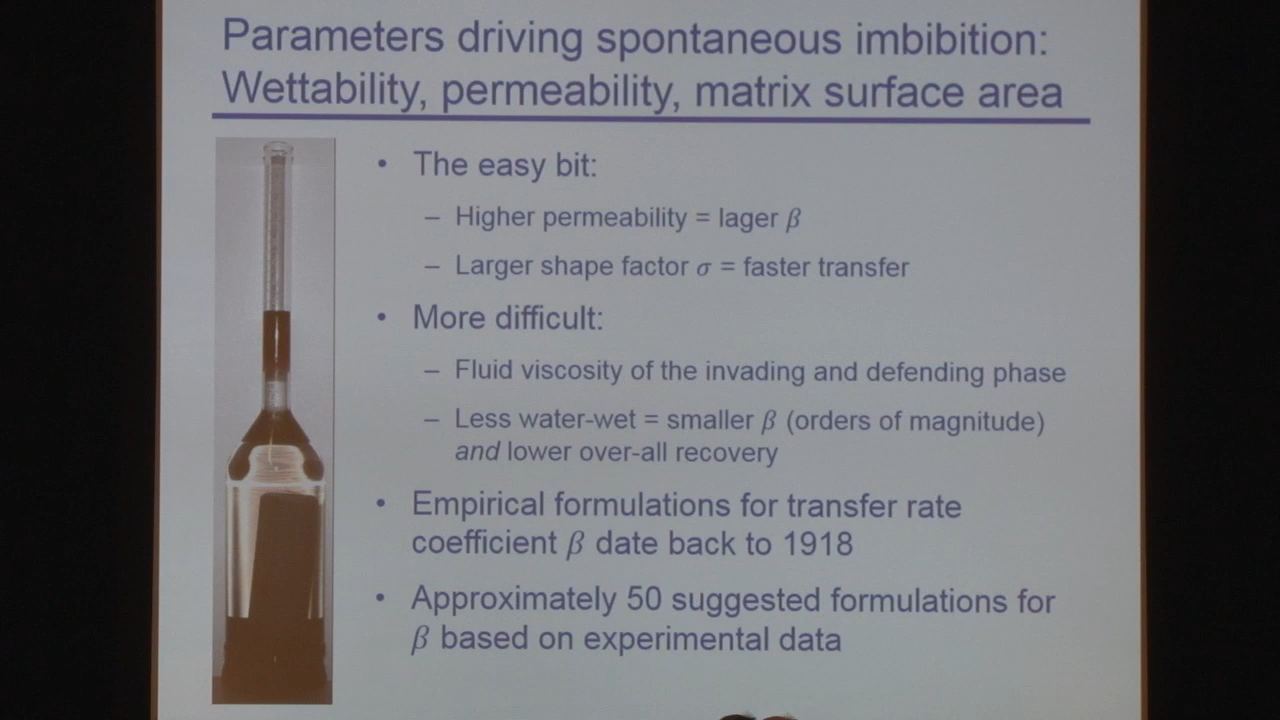 Parameters driving spontaneous imbibition:
Wettability, permeability, matrix surface area
• The easy bit:
– Higher permeability = lager β
– Larger shape factor σ = faster transfer
• More difficult:
– Fluid viscosity of the invading and defending phase
– Less water-wet = smaller β (orders of magnitude)
and lower over-all recovery
• Empirical formulations for transfer rate
coefficient β date back to 1918
• Approximately 50 suggested formulations for
β based on experimental data